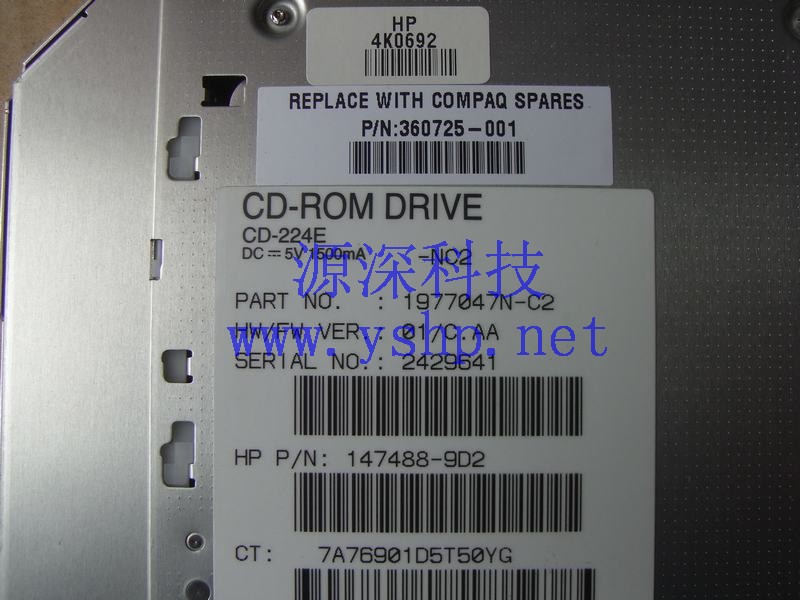 HP
4K0692
REPLACE WITH COMPAQ SPARES
P/N:360725-001
CD-ROM DRIVE
CD-224E
DC 5V 1500mA -NC2
源深科技
PART NO. : 1977047N-C2
HW/FW VER. : 01/C.AA
www.yshp.net
SERIAL NO. : 2429641
HP P/N: 147488-9D2
CT: 7A76901D5T50YG